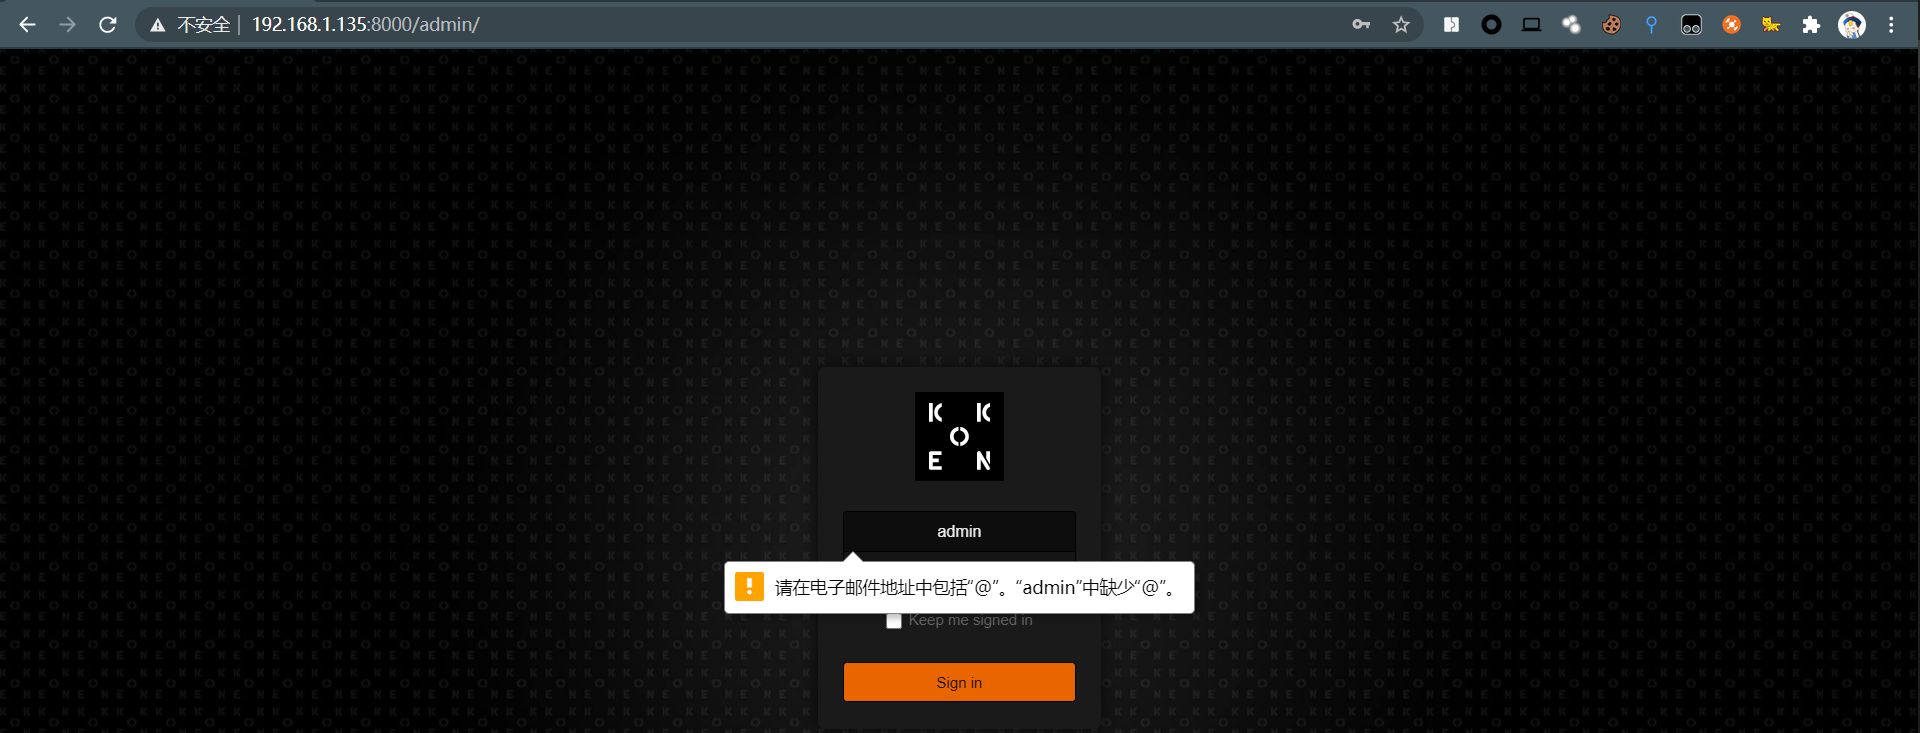 不安全 192.168.1.135:8000/admin/
K K
O
E N
admin
请在电子邮件地址中包括“@”。“admin”中缺少“@”。
Keep me signed in
Sign in